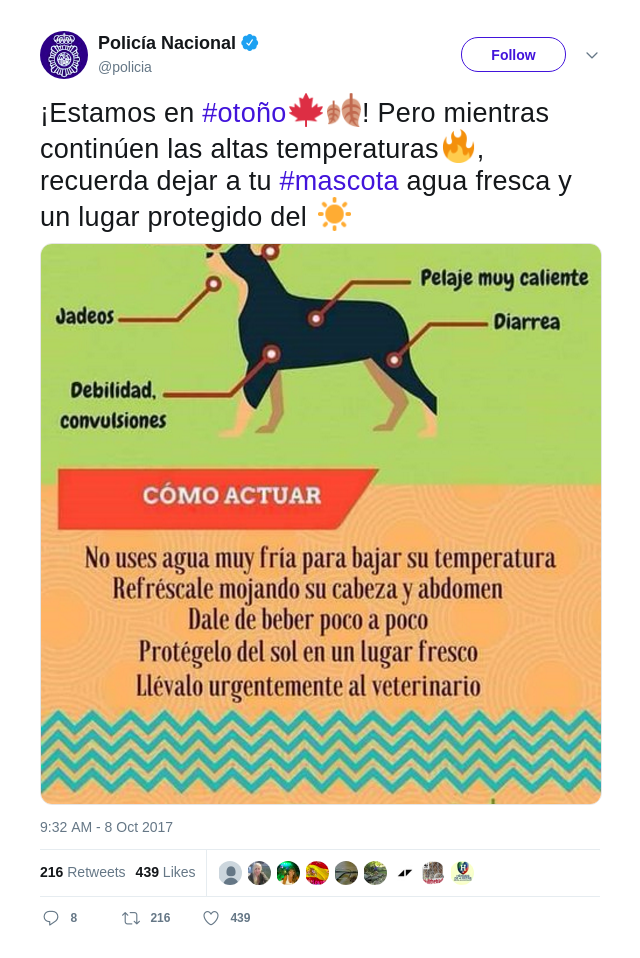 Policía Nacional
@policia
Follow
¡Estamos en #otoño🍁🍂! Pero mientras
continúen las altas temperaturas🔥,
recuerda dejar a tu #mascota agua fresca y
un lugar protegido del ☀️
Pelaje muy caliente
Jadeos
Diarrea
Debilidad,
convulsiones
CÓMO ACTUAR
No uses agua muy fría para bajar su temperatura
Refréscale mojando su cabeza y abdomen
Dale de beber poco a poco
Protégelo del sol en un lugar fresco
Llévalo urgentemente al veterinario
9:32 AM - 8 Oct 2017
216 Retweets 439 Likes
8 216 439